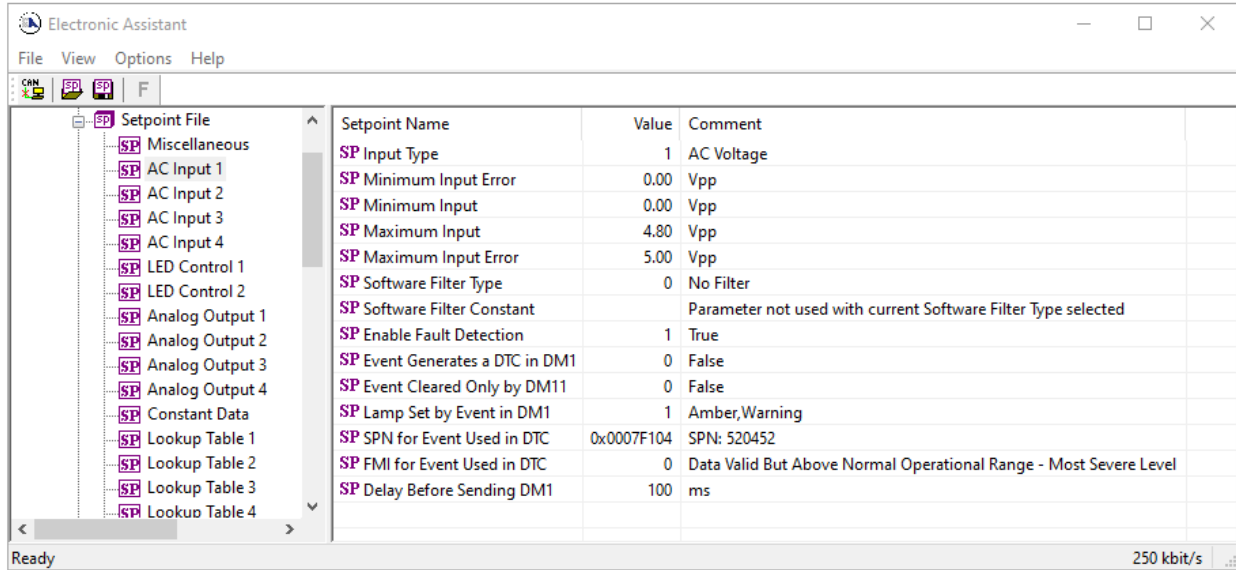 Electronic Assistant
File View Options Help
CAN SP SP F
Setpoint File
SP Miscellaneous
SP AC Input 1
SP AC Input 2
SP AC Input 3
SP AC Input 4
SP LED Control 1
SP LED Control 2
SP Analog Output 1
SP Analog Output 2
SP Analog Output 3
SP Analog Output 4
SP Constant Data
SP Lookup Table 1
SP Lookup Table 2
SP Lookup Table 3
SP Lookup Table 4
Setpoint Name Value Comment
SP Input Type 1 AC Voltage
SP Minimum Input Error 0.00 Vpp
SP Minimum Input 0.00 Vpp
SP Maximum Input 4.80 Vpp
SP Maximum Input Error 5.00 Vpp
SP Software Filter Type 0 No Filter
SP Software Filter Constant Parameter not used with current Software Filter Type selected
SP Enable Fault Detection 1 True
SP Event Generates a DTC in DM1 0 False
SP Event Cleared Only by DM11 0 False
SP Lamp Set by Event in DM1 1 Amber,Warning
SP SPN for Event Used in DTC 0x0007F104 SPN: 520452
SP FMI for Event Used in DTC 0 Data Valid But Above Normal Operational Range - Most Severe Level
SP Delay Before Sending DM1 100 ms
Ready 250 kbit/s